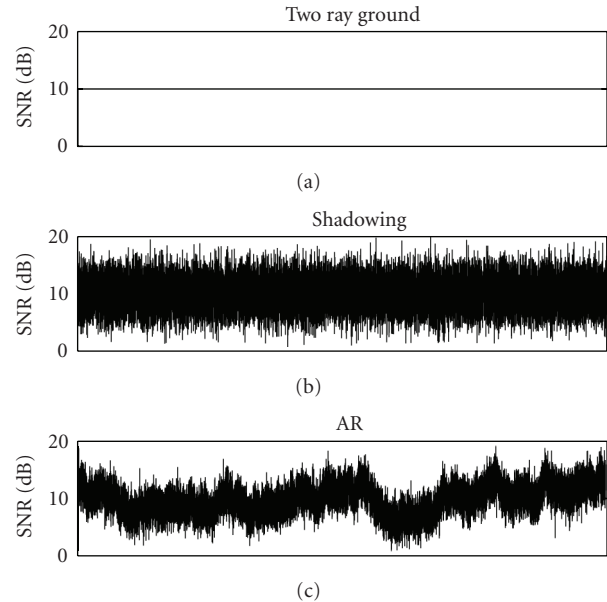 Two ray ground
20
10
0
SNR (dB)
(a)
Shadowing
20
10
0
SNR (dB)
(b)
AR
20
10
0
SNR (dB)
(c)